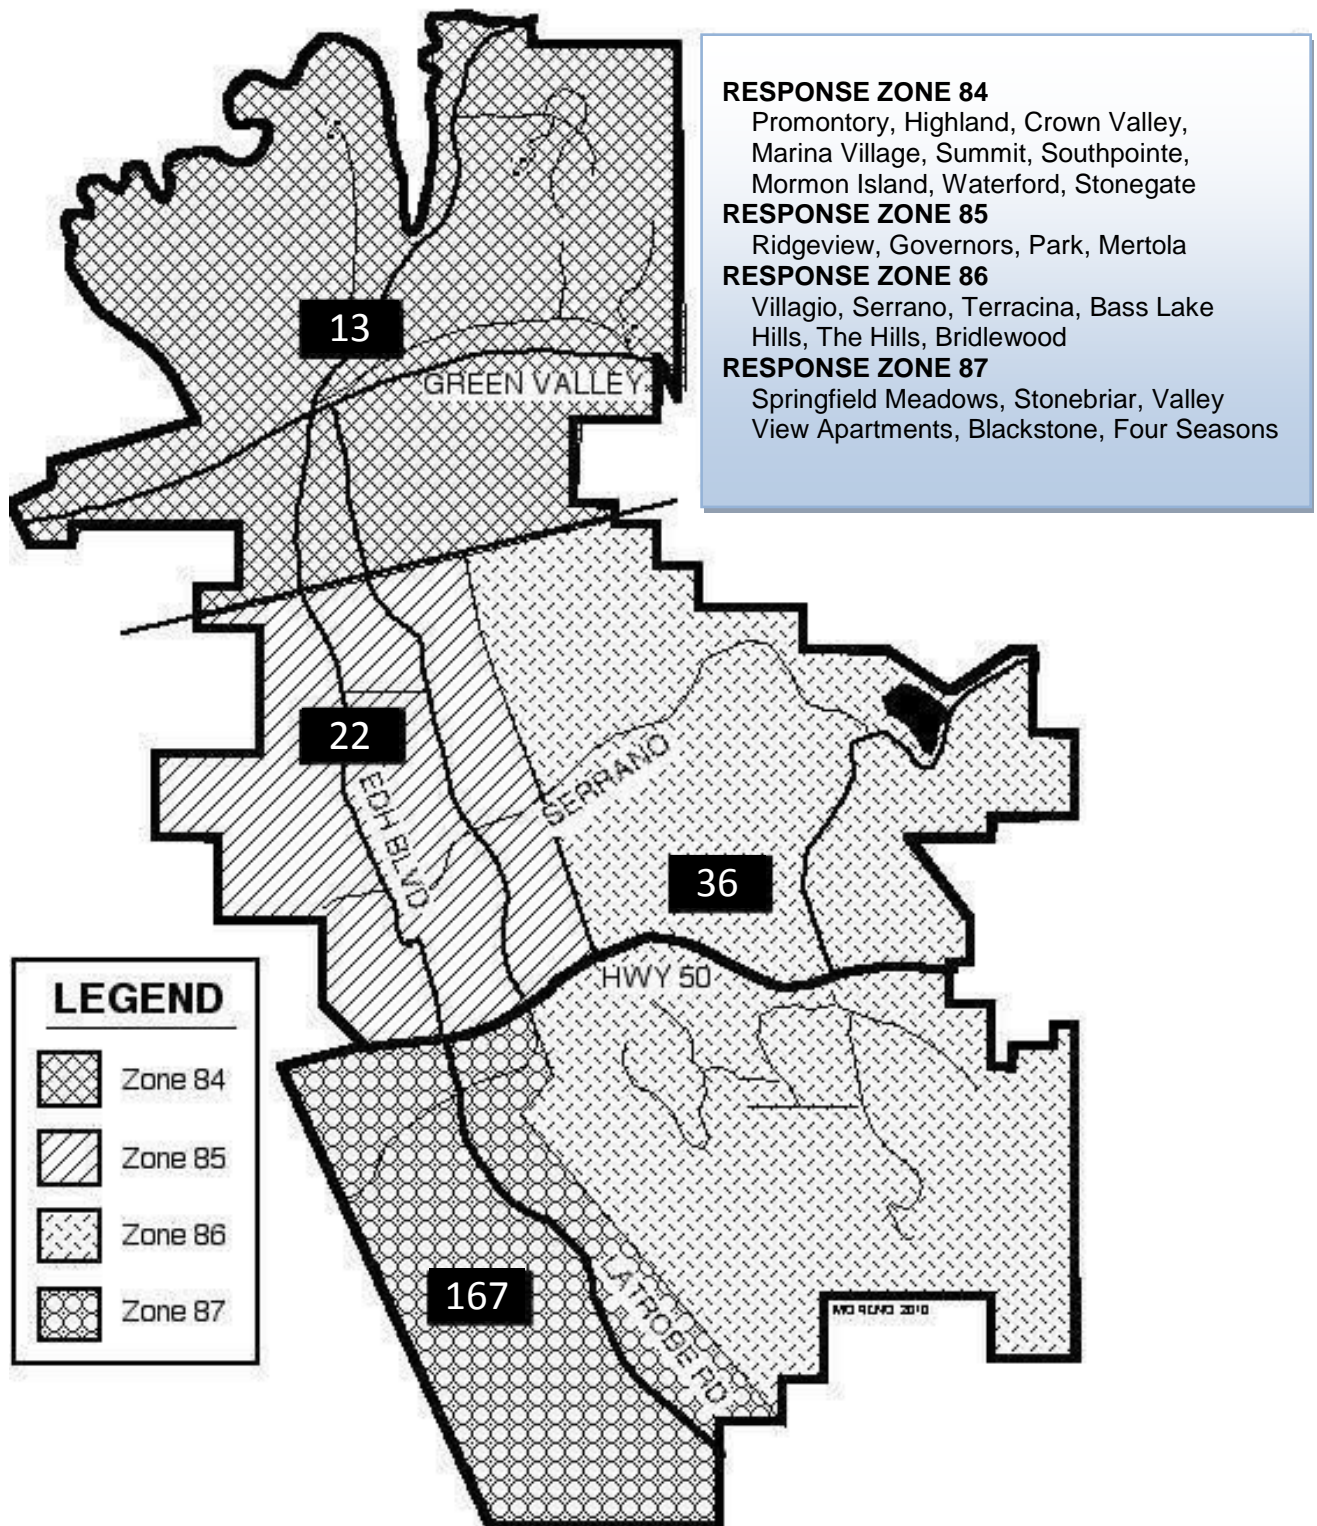 RESPONSE ZONE 84
Promontory, Highland, Crown Valley,
Marina Village, Summit, Southpointe,
Mormon Island, Waterford, Stonegate
RESPONSE ZONE 85
Ridgeview, Governors, Park, Mertola
RESPONSE ZONE 86
Villagio, Serrano, Terracina, Bass Lake
Hills, The Hills, Bridlewood
RESPONSE ZONE 87
Springfield Meadows, Stonebriar, Valley
View Apartments, Blackstone, Four Seasons
13
GREEN VALLEY
22
EDH BLVD
SERRANO
36
HWY 50
LEGEND
Zone 84
Zone 85
Zone 86
Zone 87
167
LATROBE RD.
MORENO 2010